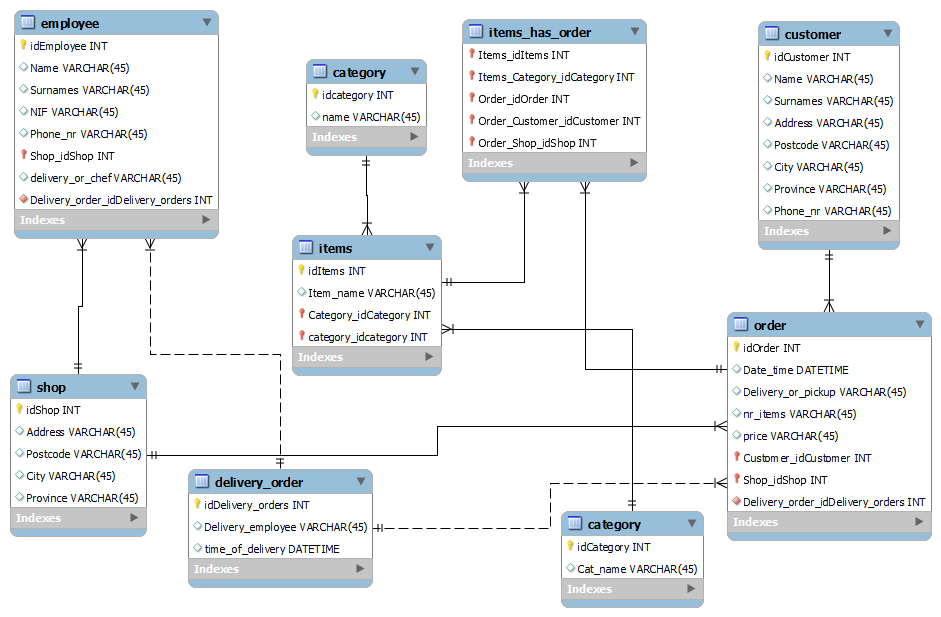 employee
idEmployee INT
Name VARCHAR(45)
Surnames VARCHAR(45)
NIF VARCHAR(45)
Phone_nr VARCHAR(45)
Shop_idShop INT
delivery_or_chef VARCHAR(45)
Delivery_order_idDelivery_orders INT
Indexes
category
idcategory INT
name VARCHAR(45)
Indexes
items_has_order
Items_idItems INT
Items_Category_idCategory INT
Order_idOrder INT
Order_Customer_idCustomer INT
Order_Shop_idShop INT
Indexes
customer
idCustomer INT
Name VARCHAR(45)
Surnames VARCHAR(45)
Address VARCHAR(45)
Postcode VARCHAR(45)
City VARCHAR(45)
Province VARCHAR(45)
Phone_nr VARCHAR(45)
Indexes
items
idItems INT
Item_name VARCHAR(45)
Category_idCategory INT
category_idcategory INT
Indexes
order
idOrder INT
Date_time DATETIME
Delivery_or_pickup VARCHAR(45)
nr_items VARCHAR(45)
price VARCHAR(45)
Customer_idCustomer INT
Shop_idShop INT
Delivery_order_idDelivery_orders INT
Indexes
shop
idShop INT
Address VARCHAR(45)
Postcode VARCHAR(45)
City VARCHAR(45)
Province VARCHAR(45)
Indexes
delivery_order
idDelivery_orders INT
Delivery_employee VARCHAR(45)
time_of_delivery DATETIME
Indexes
category
idCategory INT
Cat_name VARCHAR(45)
Indexes